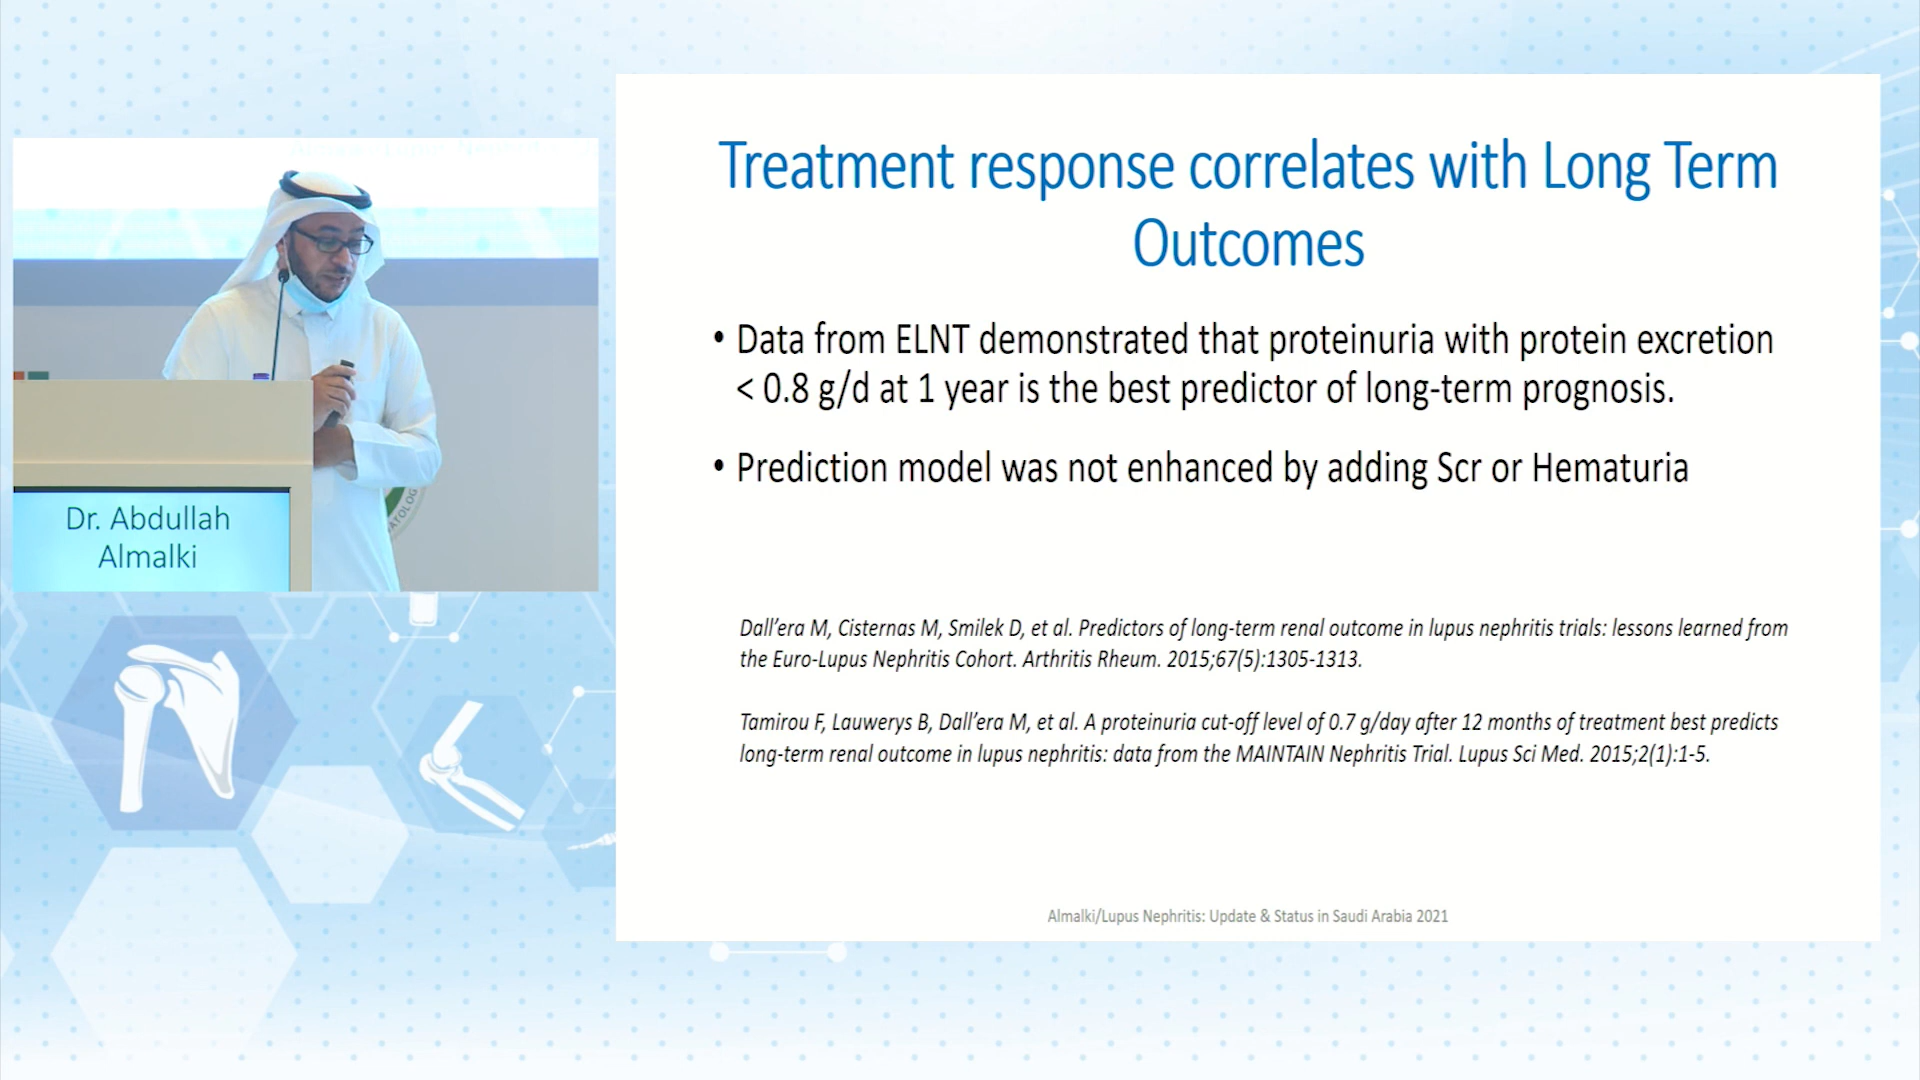 Treatment response correlates with Long Term
Outcomes
• Data from ELNT demonstrated that proteinuria with protein excretion
< 0.8 g/d at 1 year is the best predictor of long-term prognosis.
• Prediction model was not enhanced by adding Scr or Hematuria
Dall’era M, Cisternas M, Smilek D, et al. Predictors of long-term renal outcome in lupus nephritis trials: lessons learned from
the Euro-Lupus Nephritis Cohort. Arthritis Rheum. 2015;67(5):1305-1313.
Tamirou F, Lauwerys B, Dall’era M, et al. A proteinuria cut-off level of 0.7 g/day after 12 months of treatment best predicts
long-term renal outcome in lupus nephritis: data from the MAINTAIN Nephritis Trial. Lupus Sci Med. 2015;2(1):1-5.
Almalki/Lupus Nephritis: Update & Status in Saudi Arabia 2021
Dr. Abdullah
Almalki